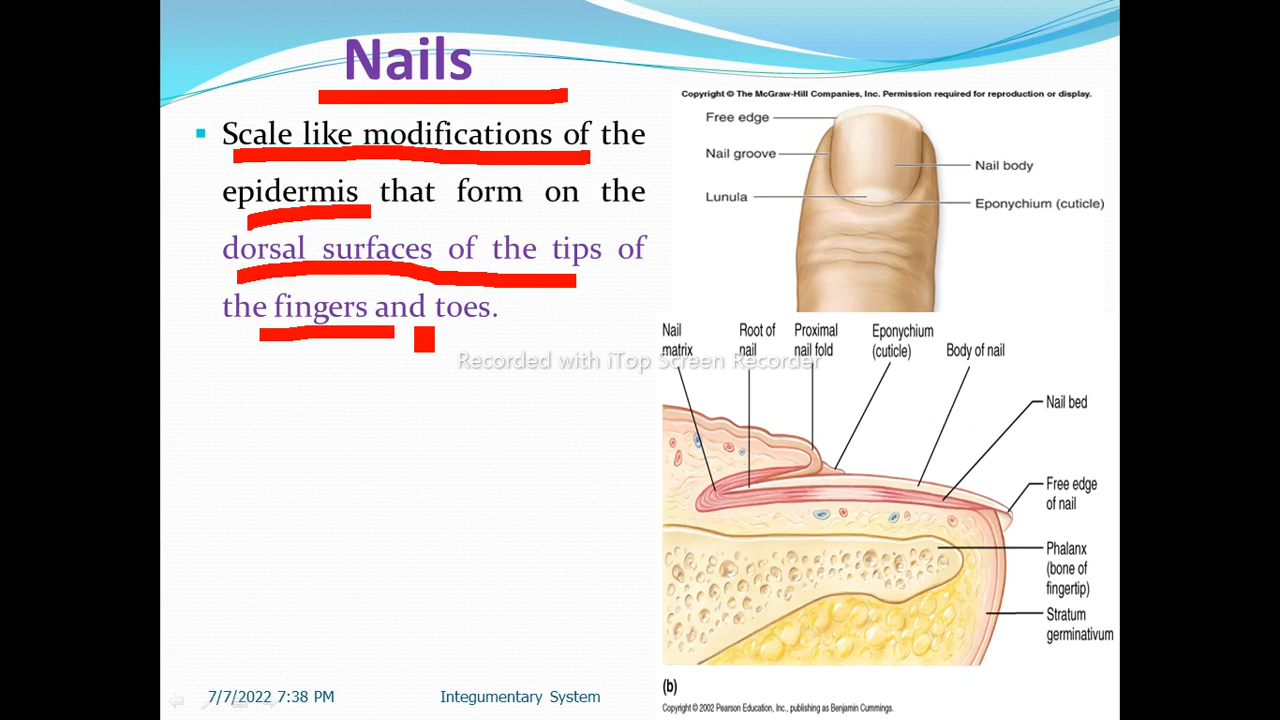 Nails
Scale like modifications of the
epidermis that form on the
dorsal surfaces of the tips of
the fingers and toes.
Copyright © The McGraw-Hill Companies, Inc. Permission required for reproduction or display.
Free edge
Nail groove
Lunula
Nail body
Eponychium (cuticle)
Nail
matrix
Root of
nail
Proximal
nail fold
Eponychium
(cuticle)
Body of nail
Nail bed
Free edge
of nail
Phalanx
(bone of
fingertip)
Stratum
germinativum
Recorded with iTop Screen Recorder
(b)
Copyright © 2002 Pearson Education, Inc., publishing as Benjamin Cummings.
7/7/2022 7:38 PM
Integumentary System